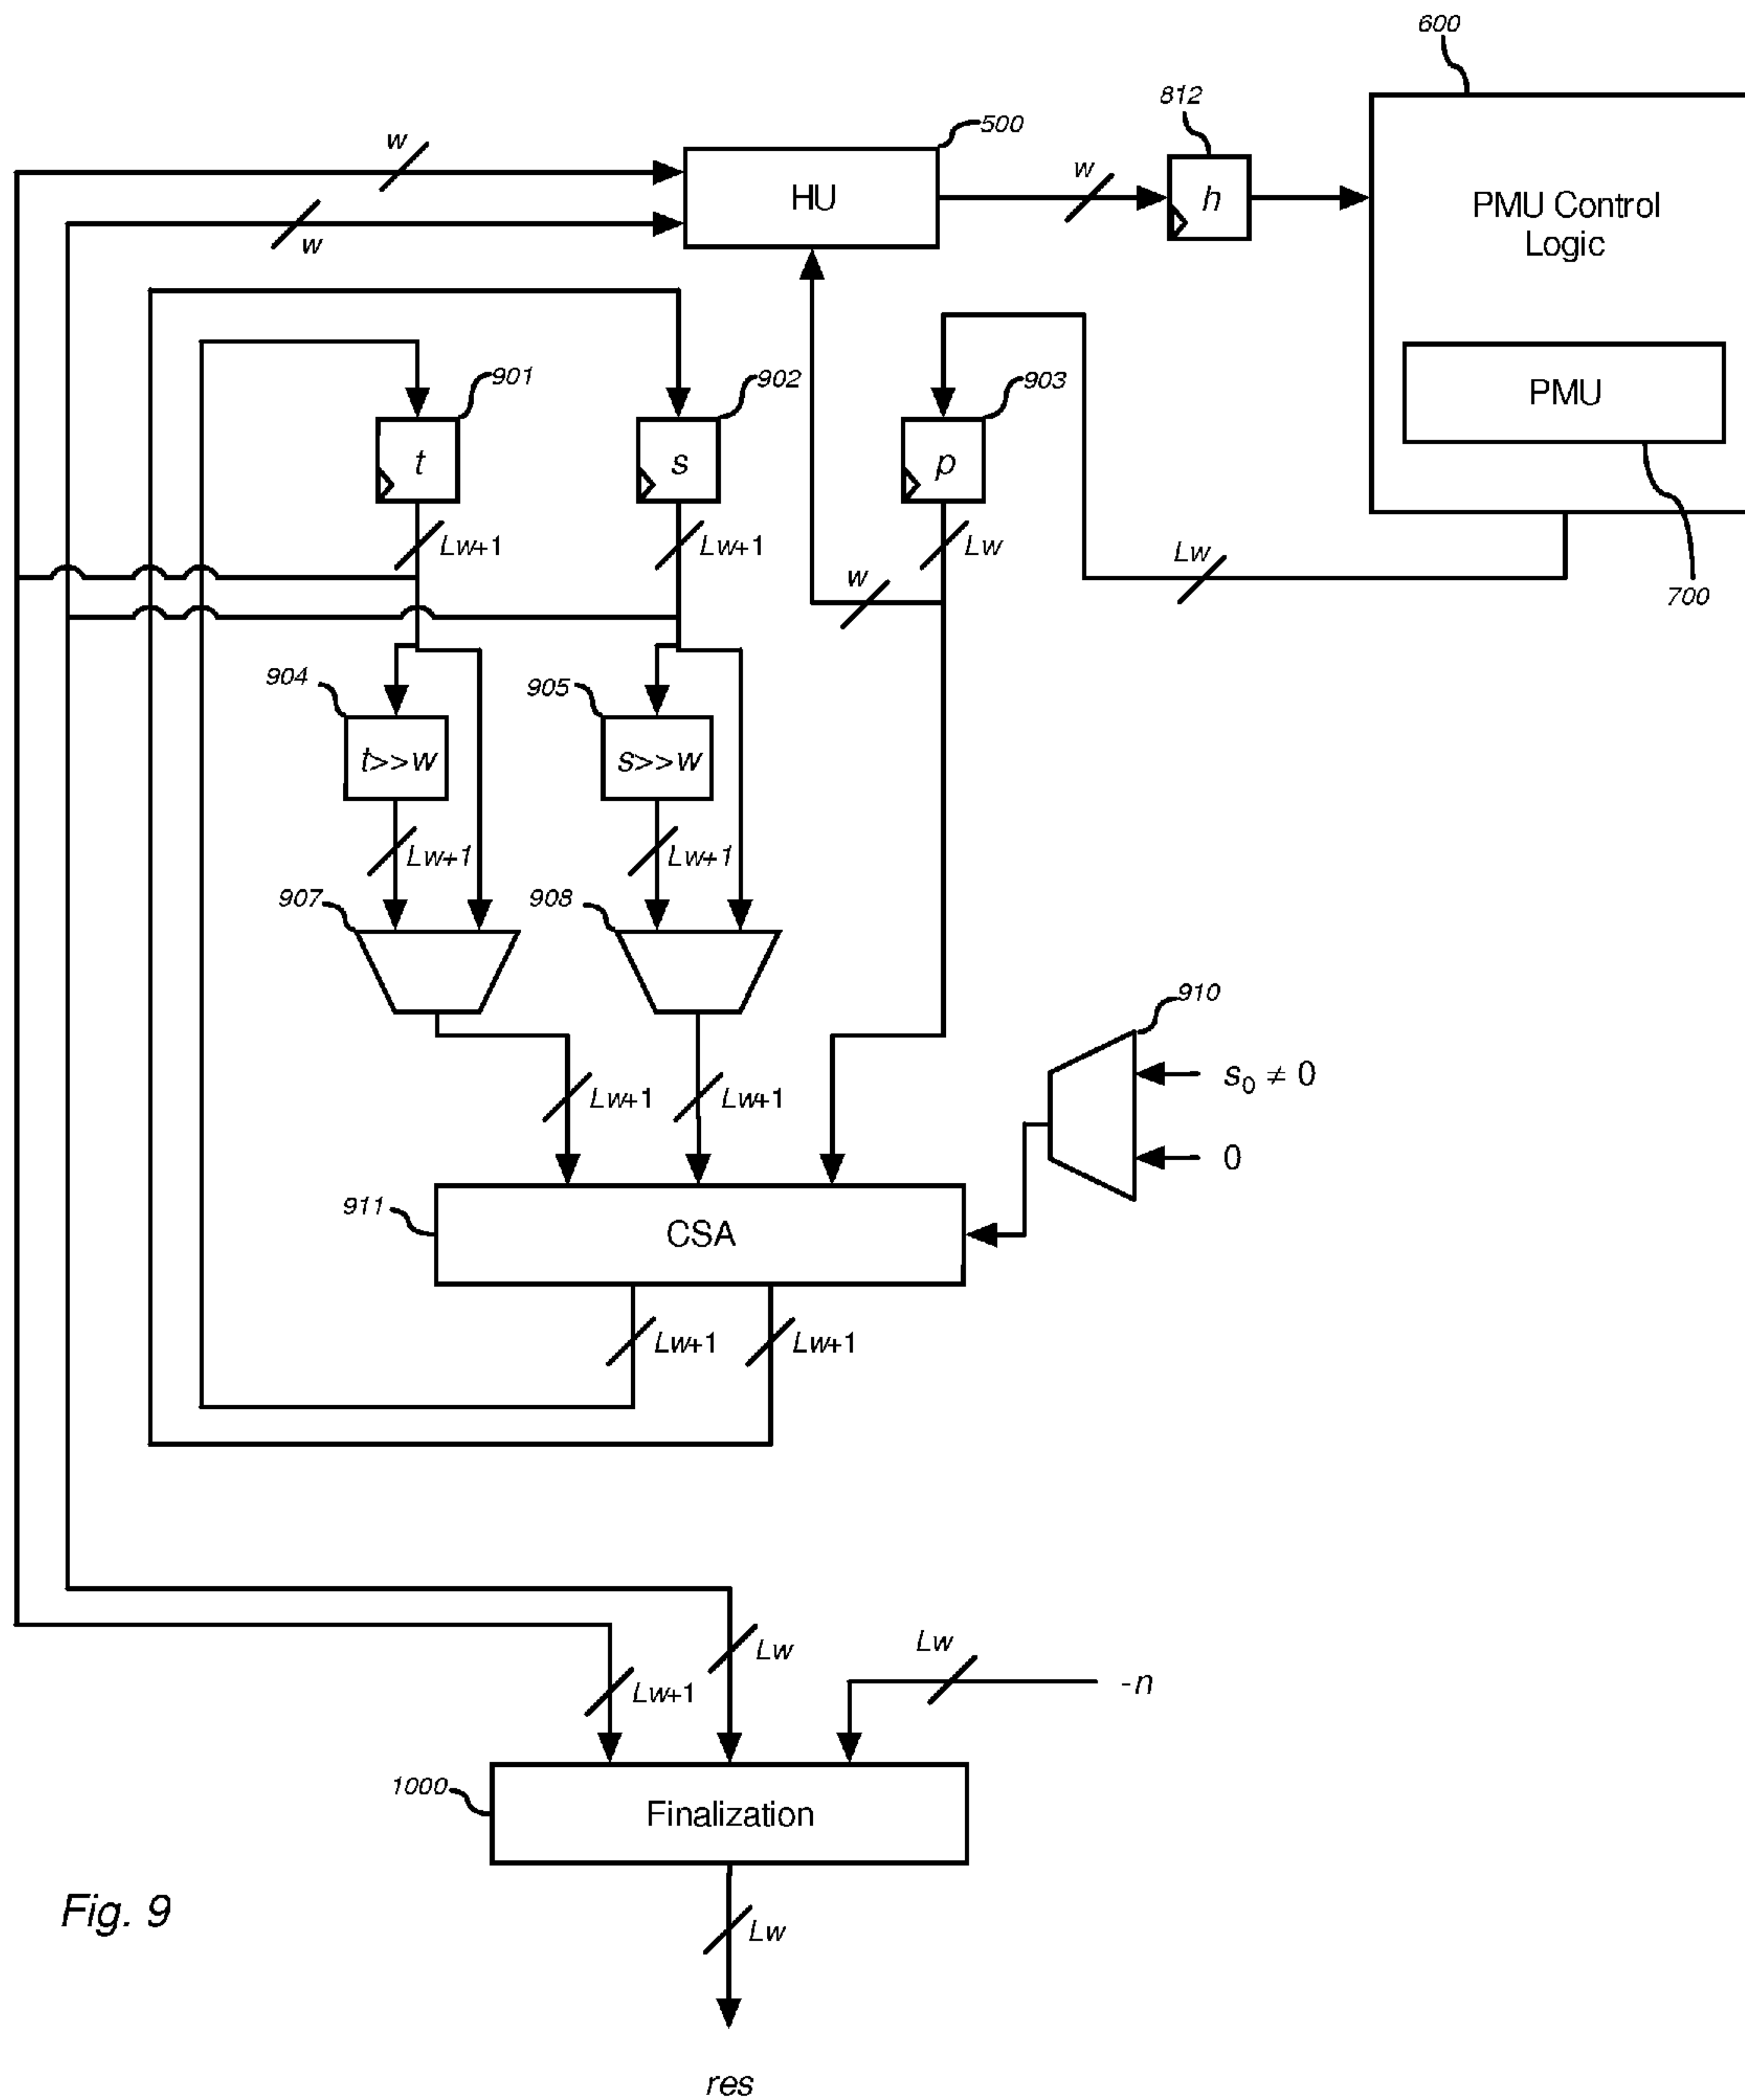 600
812
500
w
HU
w
h
PMU Control
Logic
w
901
902
903
PMU
t
s
p
Lw+1
Lw+1
Lw
Lw
w
700
904
905
t>>w
s>>w
Lw+1
Lw+1
907
908
910
s0 ≠ 0
Lw+1
Lw+1
0
911
CSA
Lw+1
Lw+1
Lw
Lw
Lw+1
-n
1000
Finalization
Fig. 9
Lw
res